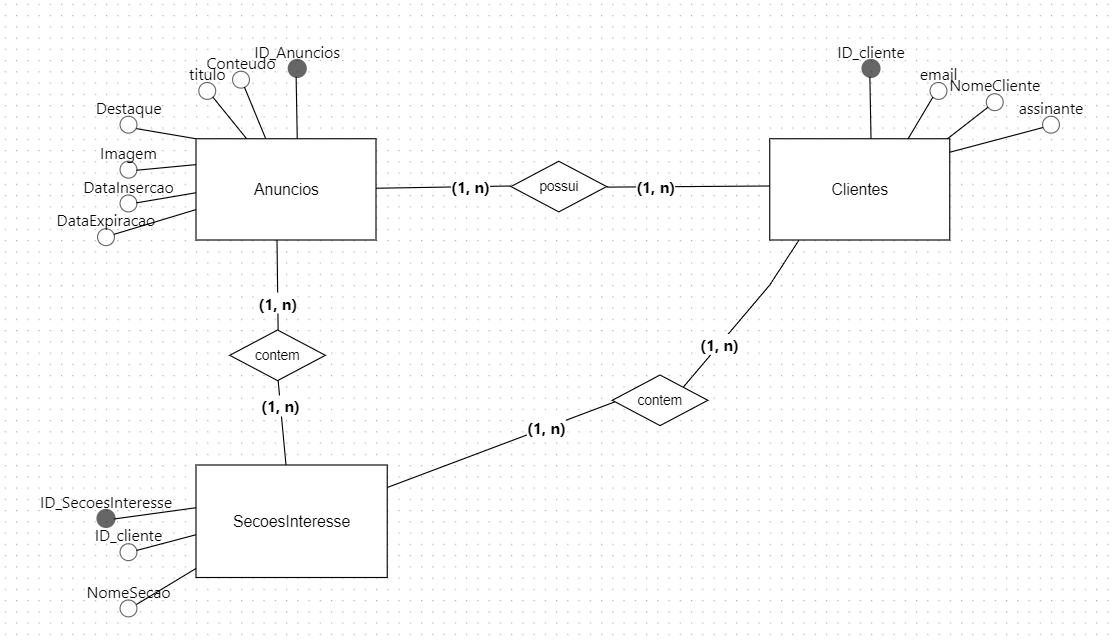 ID_Anuncios
Conteudo
titulo
Destaque
Imagem
DataInsercao
DataExpiracao
Anuncios
(1, n)
possui
(1, n)
ID_cliente
email
NomeCliente
assinante
Clientes
(1, n)
contem
(1, n)
(1, n)
contem
(1, n)
ID_SecoesInteresse
ID_cliente
NomeSecao
SecoesInteresse